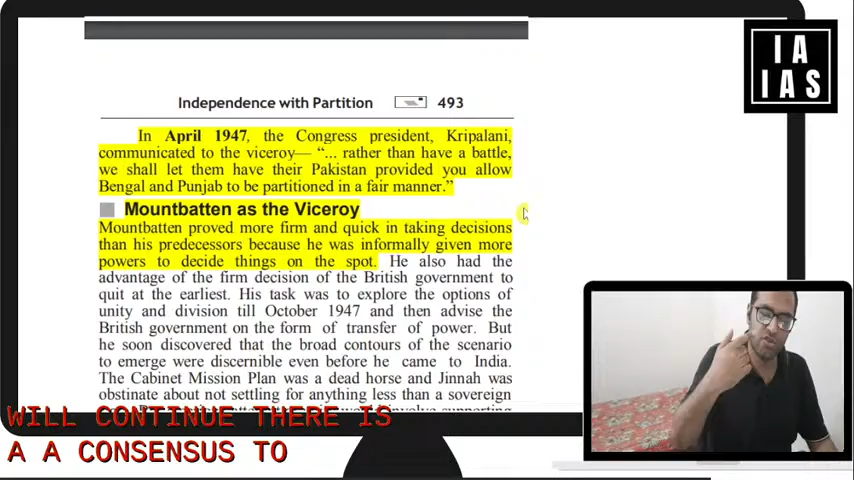 IA
IAS
Independence with Partition 493
In April 1947, the Congress president, Kripalani,
communicated to the viceroy— “... rather than have a battle,
we shall let them have their Pakistan provided you allow
Bengal and Punjab to be partitioned in a fair manner.”
Mountbatten as the Viceroy
Mountbatten proved more firm and quick in taking decisions
than his predecessors because he was informally given more
powers to decide things on the spot. He also had the
advantage of the firm decision of the British government to
quit at the earliest. His task was to explore the options of
unity and division till October 1947 and then advise the
British government on the form of transfer of power. But
he soon discovered that the broad contours of the scenario
to emerge were discernible even before he came to India.
The Cabinet Mission Plan was a dead horse and Jinnah was
obstinate about not settling for anything less than a sovereign
WILL CONTINUE THERE IS
A A CONSENSUS TO